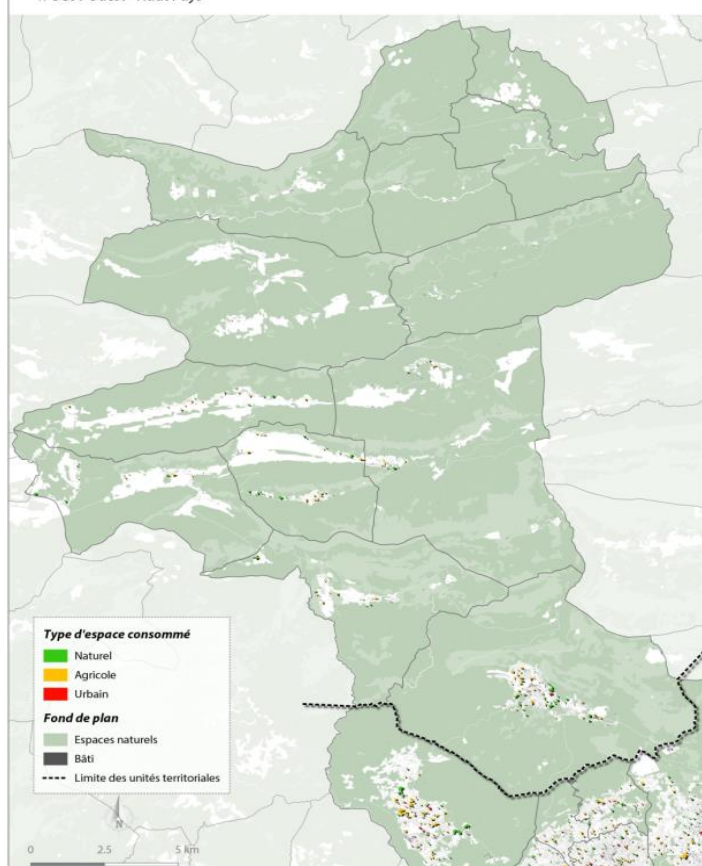 Type d'espace consommé
Naturel
Agricole
Urbain
Fond de plan
Espaces naturels
Bâti
Limite des unités territoriales
N
0 2.5 5 km